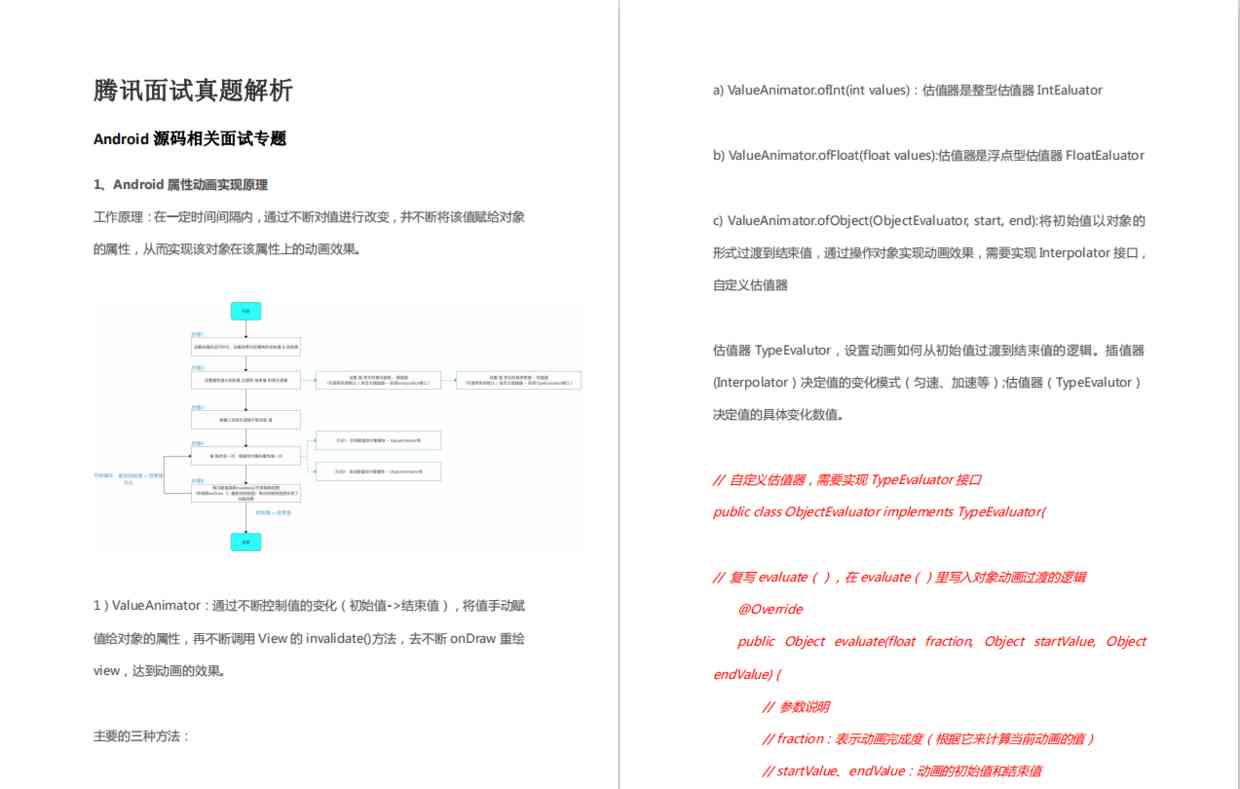 腾讯面试真题解析
Android 源码相关面试专题
1、Android 属性动画实现原理
工作原理：在一定时间间隔内，通过不断对值进行改变，并不断将该值赋给对象
的属性，从而实现该对象在该属性上的动画效果。
1）ValueAnimator：通过不断控制值的变化（初始值->结束值），将值手动赋
值给对象的属性，再不断调用 View 的 invalidate()方法，去不断 onDraw 重绘
view，达到动画的效果。
主要的三种方法：
a) ValueAnimator.ofInt(int values)：估值器是整型估值器 IntEaluator
b) ValueAnimator.ofFloat(float values):估值器是浮点型估值器 FloatEaluator
c) ValueAnimator.ofObject(ObjectEvaluator, start, end):将初始值以对象的
形式过渡到结束值，通过操作对象实现动画效果，需要实现 Interpolator 接口，
自定义估值器
估值器 TypeEvalutor，设置动画如何从初始值过渡到结束值的逻辑。插值器
(Interpolator）决定值的变化模式（匀速、加速等）;估值器（TypeEvalutor）
决定值的具体变化数值。
// 自定义估值器，需要实现 TypeEvaluator 接口
public class ObjectEvaluator implements TypeEvaluator{
// 复写 evaluate（），在 evaluate（）里写入对象动画过渡的逻辑
@Override
public Object evaluate(float fraction, Object startValue, Object
endValue) {
// 参数说明
// fraction：表示动画完成度（根据它来计算当前动画的值）
// startValue、endValue：动画的初始值和结束值